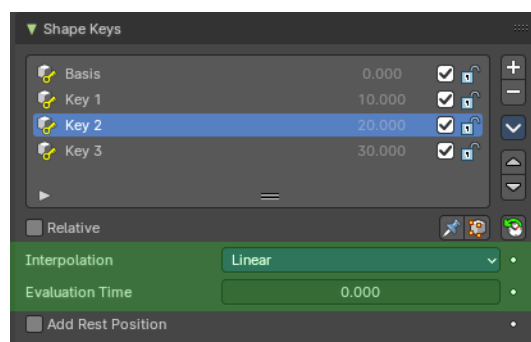 Shape Keys
Basis 0.000
Key 1 10.000
Key 2 20.000
Key 3 30.000
Relative
Interpolation Linear
Evaluation Time 0.000
Add Rest Position